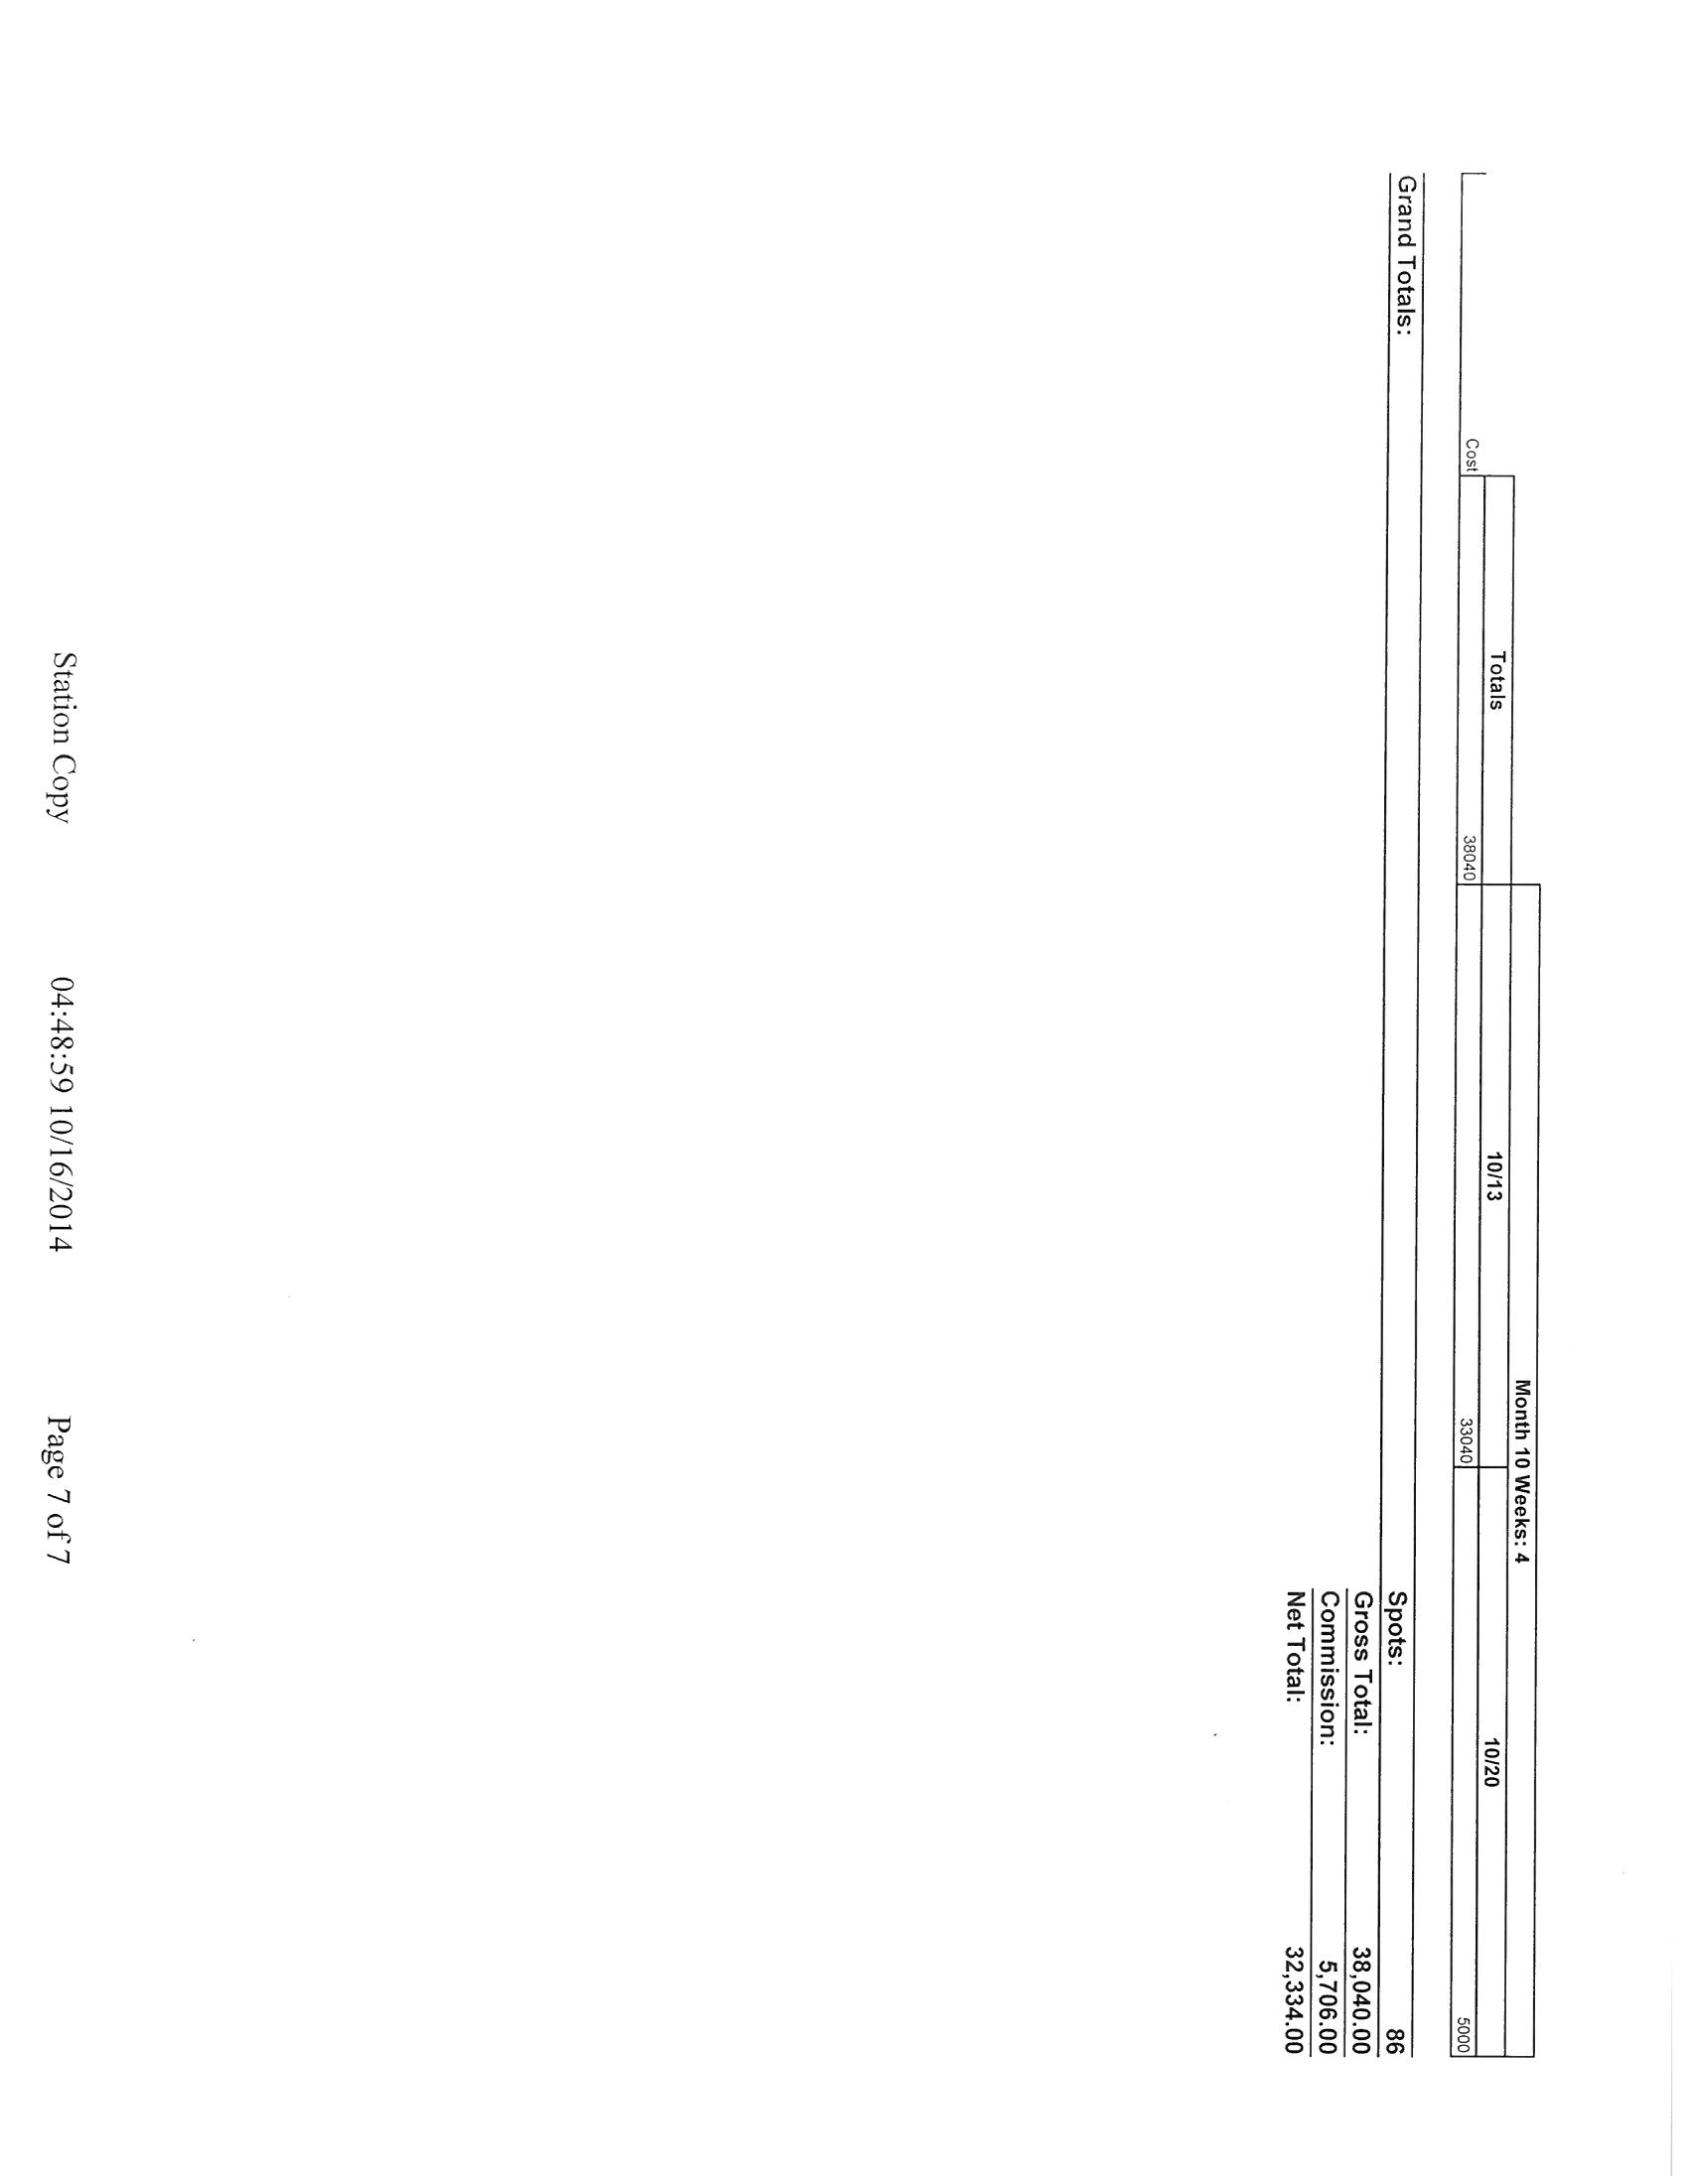 Month 10 Weeks: 4
Totals 10/13 10/20
Cost 38040 33040 5000
Grand Totals:
Spots: 86
Gross Total: 38,040.00
Commission: 5,706.00
Net Total: 32,334.00
Station Copy 04:48:59 10/16/2014 Page 7 of 7